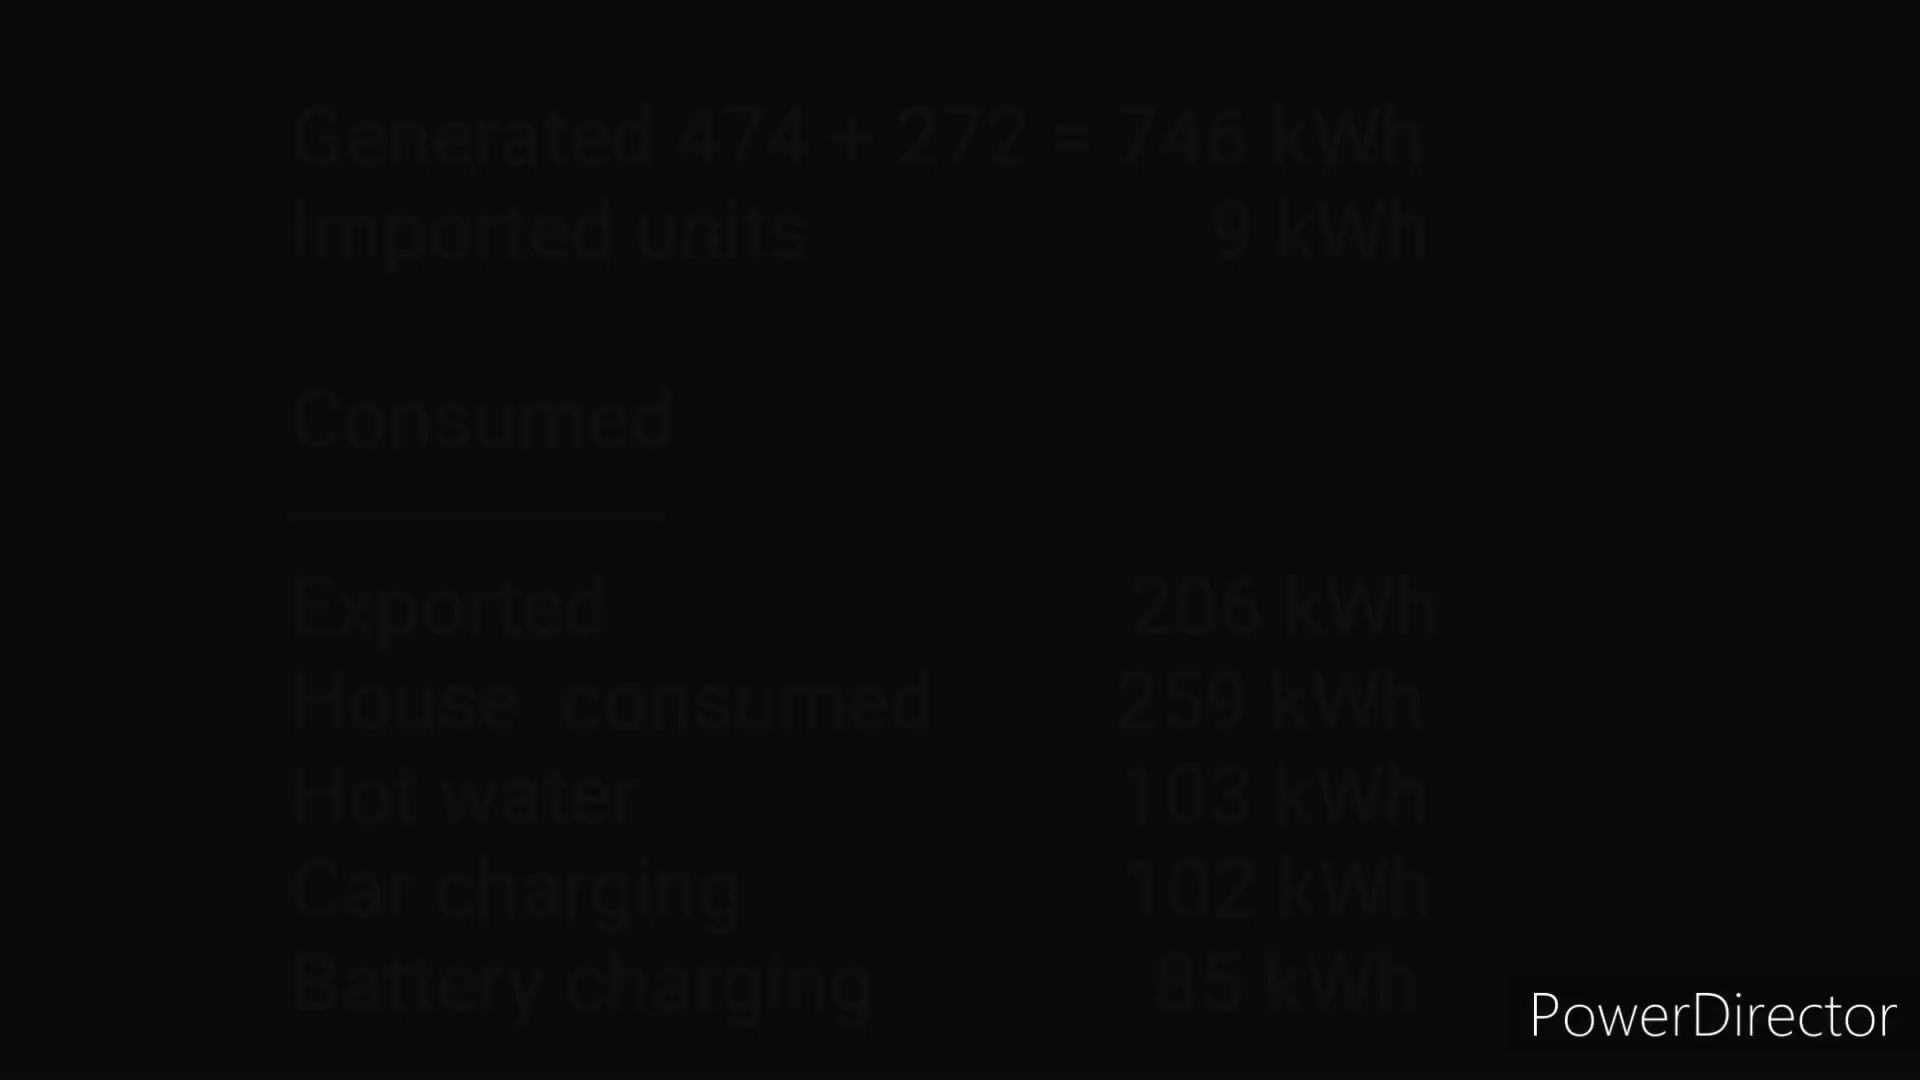 Generated 474 + 272 = 746 kWh
Imported units 9 kWh
Consumed
Exported 206 kWh
House consumed 259 kWh
Hot water 103 kWh
Car charging 102 kWh
Battery charging 85 kWh
PowerDirector